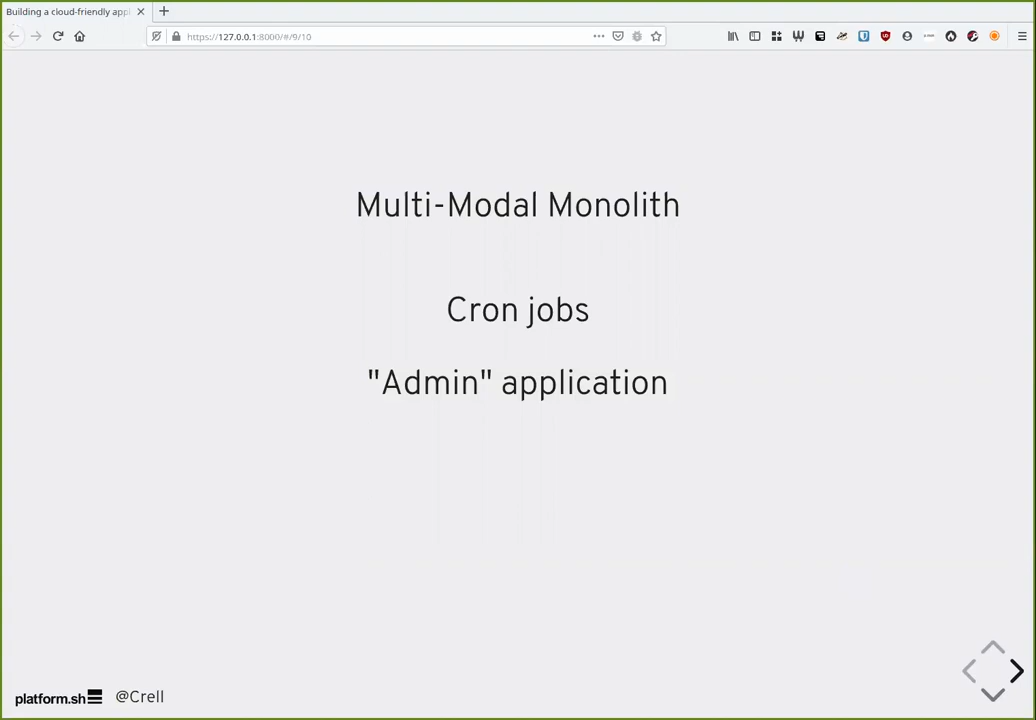 Building a cloud-friendly appl
https://127.0.0.1:8000/#/9/10
Multi-Modal Monolith
Cron jobs
"Admin" application
platform.sh @Crell